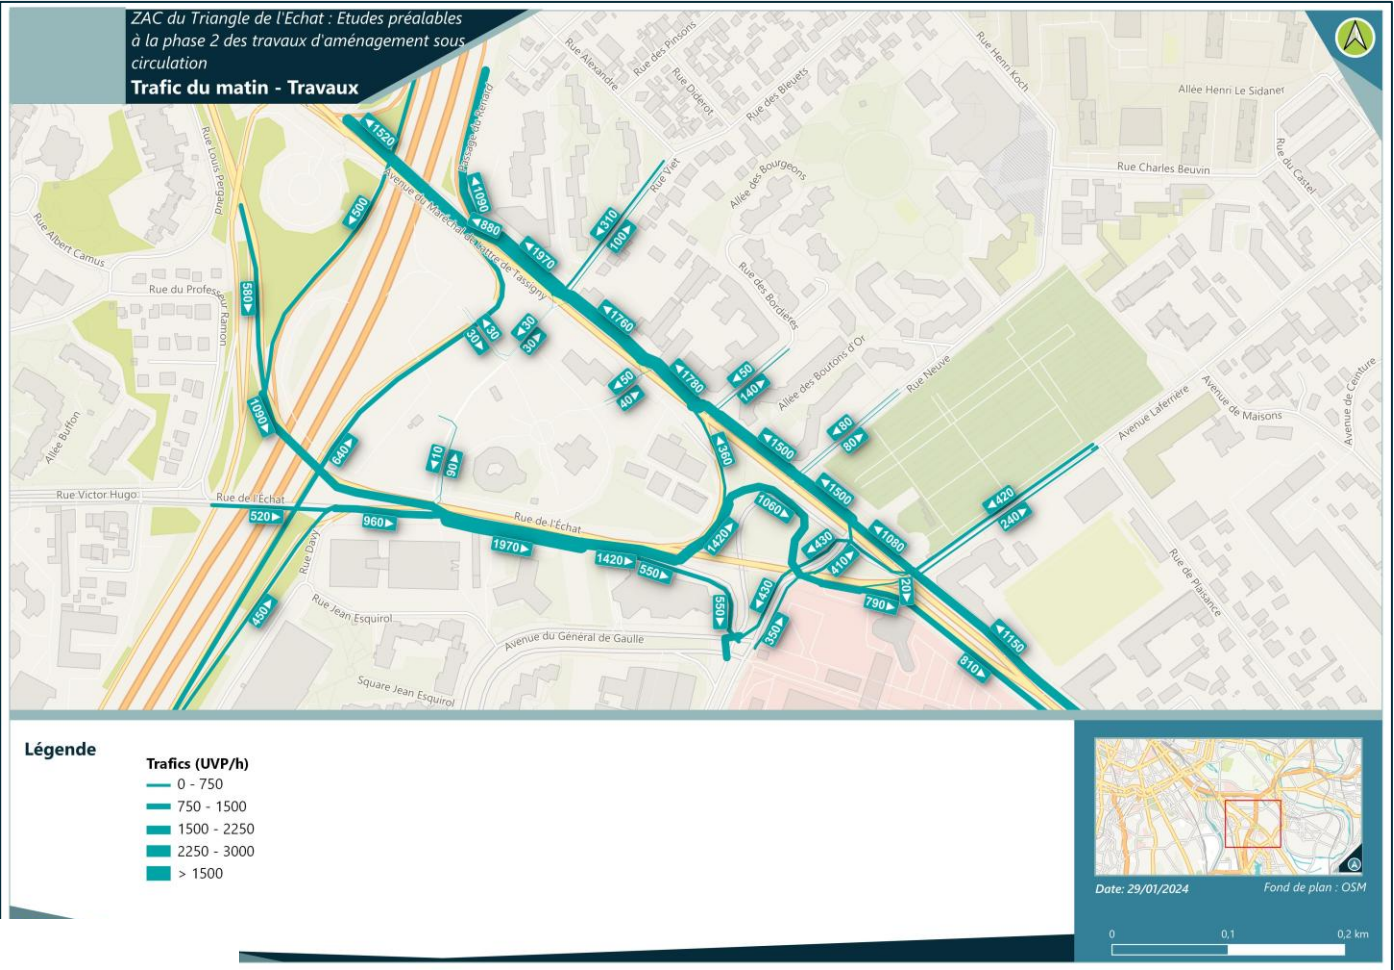 ZAC du Triangle de l'Echat : Etudes préalables
à la phase 2 des travaux d'aménagement sous
circulation
Trafic du matin - Travaux
Rue Alexandre
Rue des Pinsons
Rue Diderot
Rue des Bleuets
Rue Henri Koch
Allée Henri Le Sidaner
Rue Charles Beuvin
Rue du Castel
Rue Louis Pergaud
Passage du Renard
Avenue du Maréchal de Lattre de Tassigny
Rue Viet
Allée des Bourgeons
Rue Albert Camus
Rue du Professeur Ramon
Rue des Bordières
Allée des Boutons d'Or
Rue Neuve
Avenue Laferrière
Avenue de Maisons
Avenue de Ceinture
Allée Buffon
Rue Victor Hugo
Rue de l'Échat
Rue de l'Échat
Rue Davy
Rue Jean Esquirol
Avenue du Général de Gaulle
Square Jean Esquirol
Rue de Plaisance
◄1520
◄500
◄1090
◄880
◄1970
◄310
100►
580►
◄1760
◄30
30►
◄30
30►
◄1780
◄50
40►
◄50
140►
1090►
640►
◄10
90►
◄360
◄1500
◄80
80►
◄1500
◄420
240►
520►
960►
1970►
1420►
550►
1420►
1060►
◄430
410►
◄1080
450►
550►
◄430
350►
790►
20►
◄1150
810►
Légende
Trafics (UVP/h)
0 - 750
750 - 1500
1500 - 2250
2250 - 3000
> 1500
Date: 29/01/2024
Fond de plan : OSM
0 0,1 0,2 km